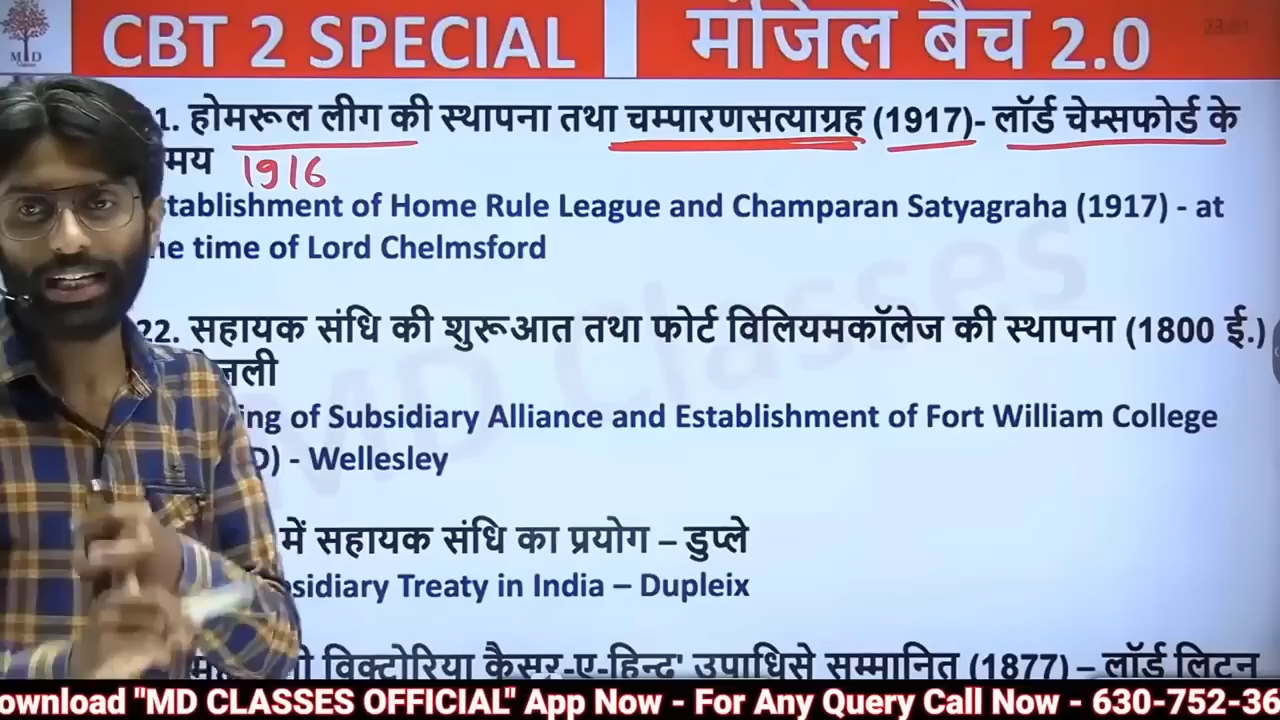 MD
CBT 2 SPECIAL
मंजिल बैच 2.0
1. होमरूल लीग की स्थापना तथा चम्पारणसत्याग्रह (1917)- लॉर्ड चेम्सफोर्ड के
मय 1916
tablishment of Home Rule League and Champaran Satyagraha (1917) - at
he time of Lord Chelmsford
22. सहायक संधि की शुरूआत तथा फोर्ट विलियमकॉलेज की स्थापना (1800 ई.)
जली
ing of Subsidiary Alliance and Establishment of Fort William College
D) - Wellesley
में सहायक संधि का प्रयोग – डुप्ले
sidiary Treaty in India – Dupleix
विक्टोरिया कैसर-ए-हिन्द' उपाधिसे सम्मानित (1877) – लॉर्ड लिटन
MD Classes
ownload "MD CLASSES OFFICIAL" App Now - For Any Query Call Now - 630-752-36